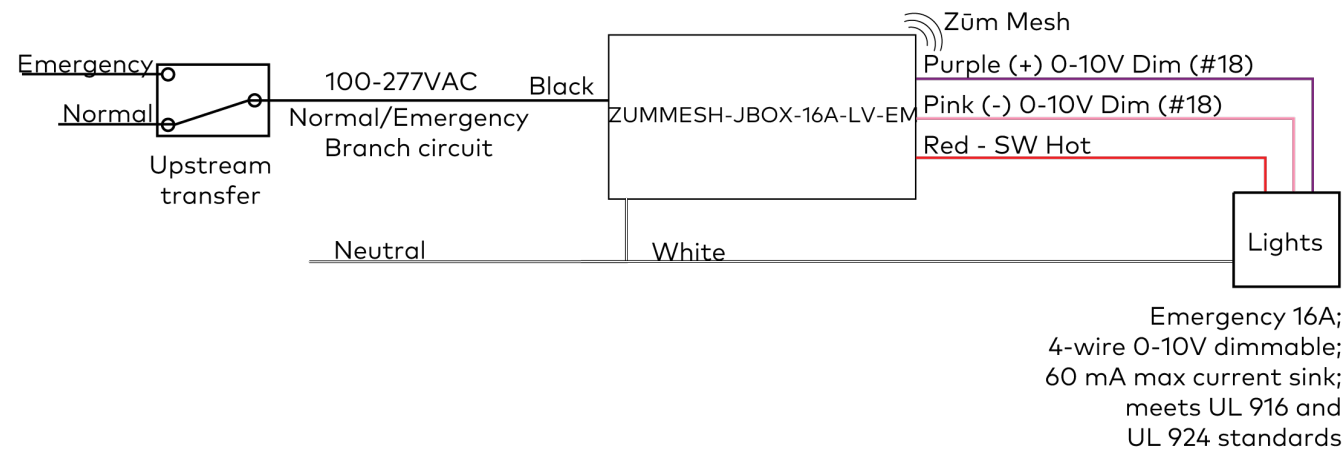 Zūm Mesh
Emergency
Purple (+) 0-10V Dim (#18)
100-277VAC
Black
Normal
Pink (-) 0-10V Dim (#18)
ZUMMESH-JBOX-16A-LV-EM
Normal/Emergency
Branch circuit
Red - SW Hot
Upstream
transfer
Neutral
White
Lights
Emergency 16A;
4-wire 0-10V dimmable;
60 mA max current sink;
meets UL 916 and
UL 924 standards